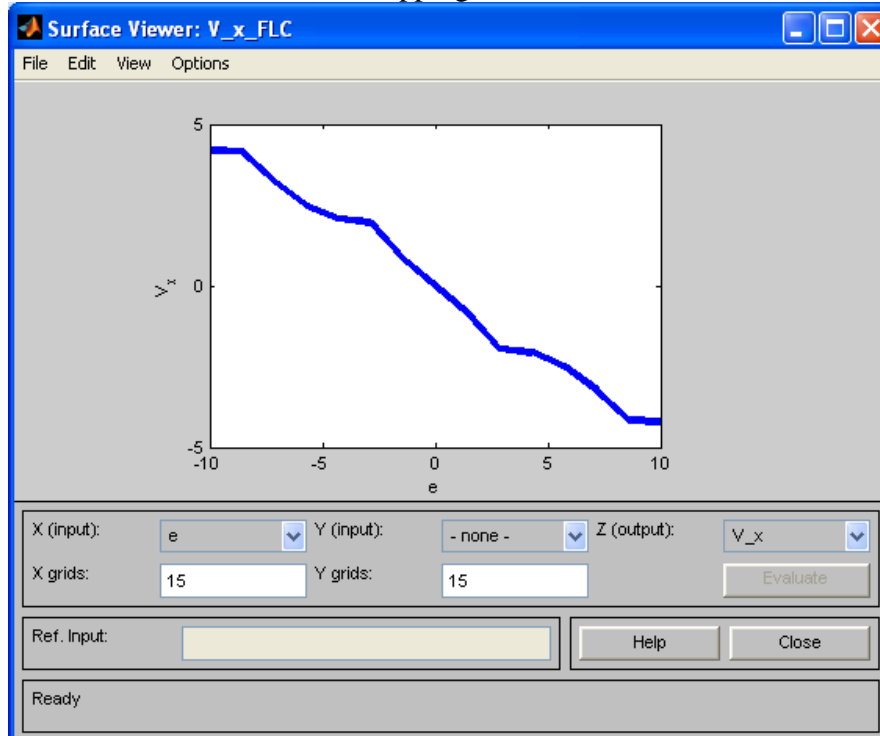 pping
Surface Viewer: V_x_FLC
File Edit View Options
5
0
-5
V_x
-10 -5 0 5 10
e
X (input): e Y (input): - none - Z (output): V_x
X grids: 15 Y grids: 15 Evaluate
Ref. Input: Help Close
Ready